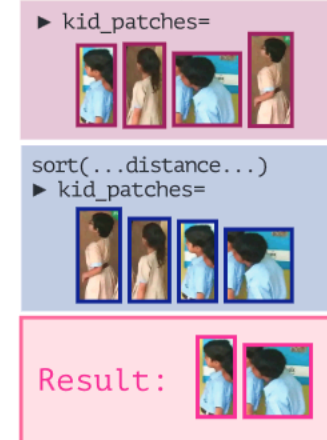 ► kid_patches=
sort(...distance...)
► kid_patches=
Result: